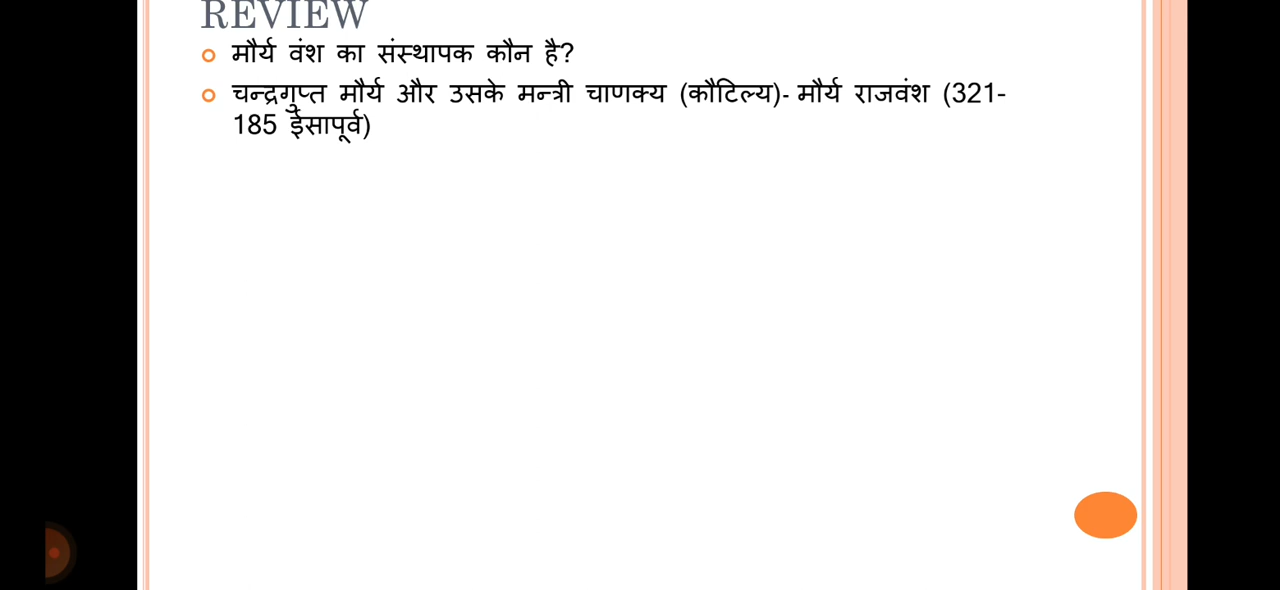 REVIEW
मौर्य वंश का संस्थापक कौन है?
चन्द्रगुप्त मौर्य और उसके मन्त्री चाणक्य (कौटिल्य)- मौर्य राजवंश (321-
185 ईसापूर्व)